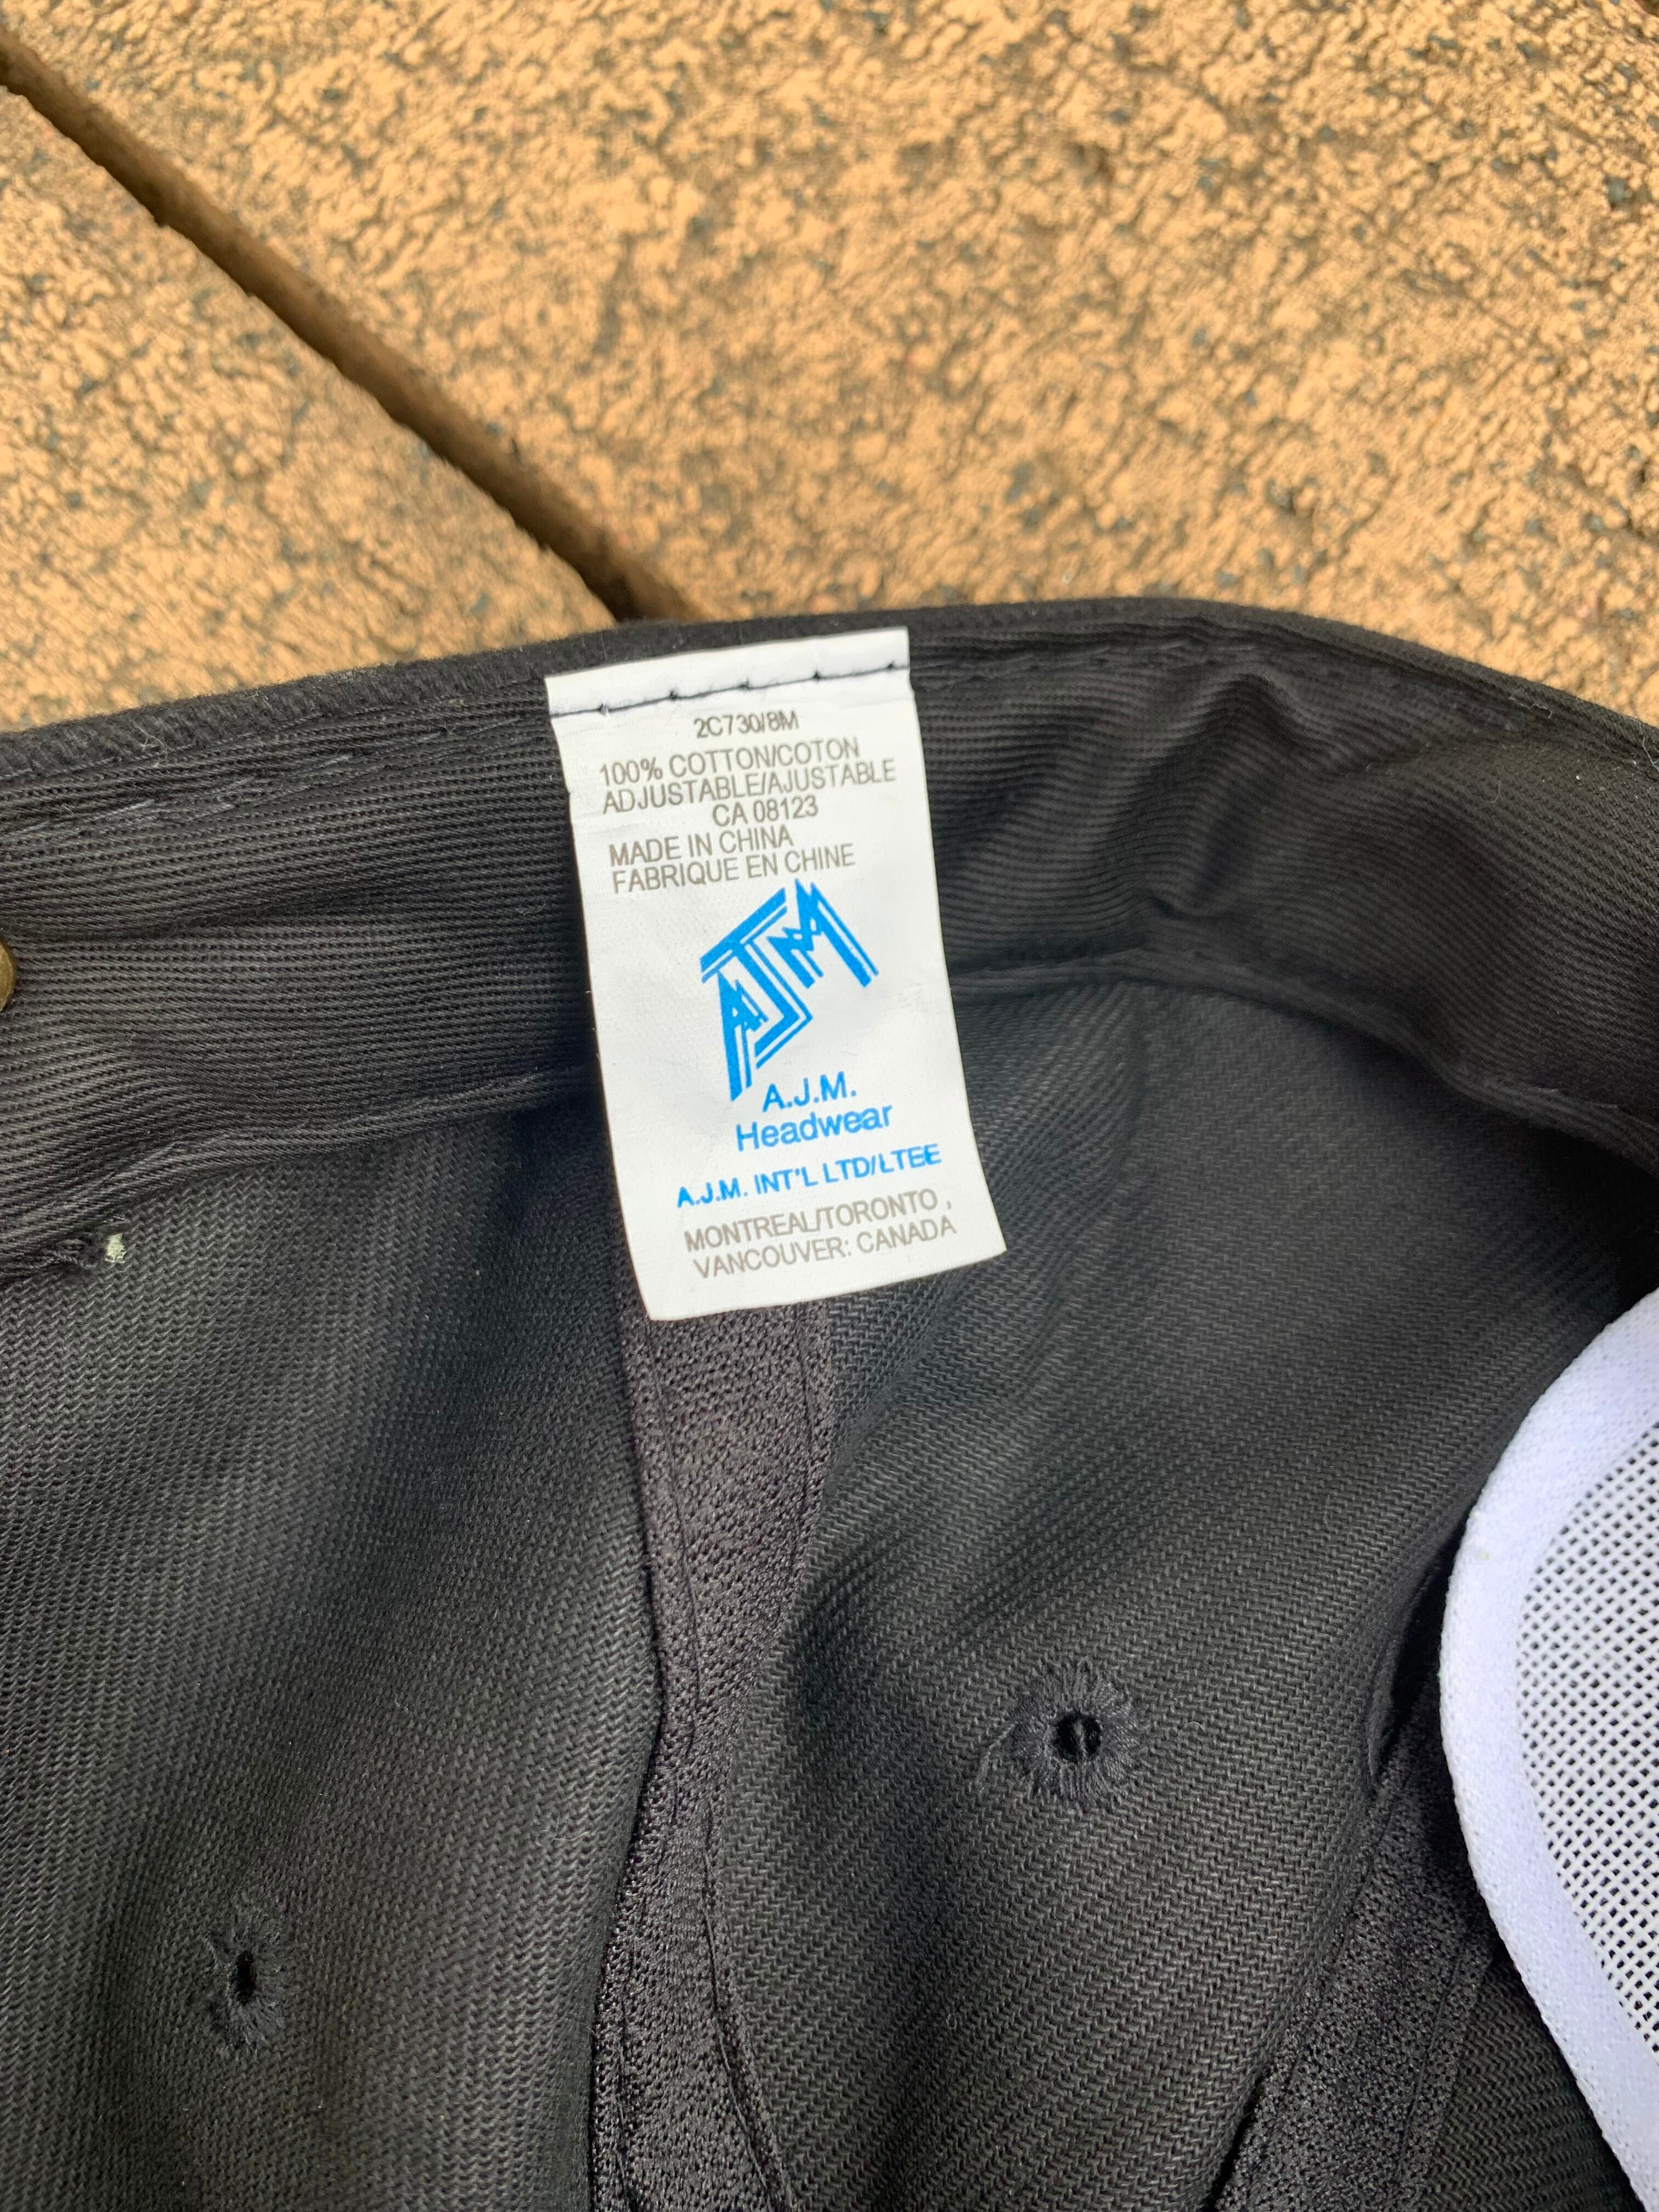 2C730/8M
100% COTTON/COTON
ADJUSTABLE/AJUSTABLE
CA 08123
MADE IN CHINA
FABRIQUE EN CHINE
AJM
A.J.M.
Headwear
A.J.M. INT'L LTD/LTEE
MONTREAL/TORONTO ,
VANCOUVER: CANADA